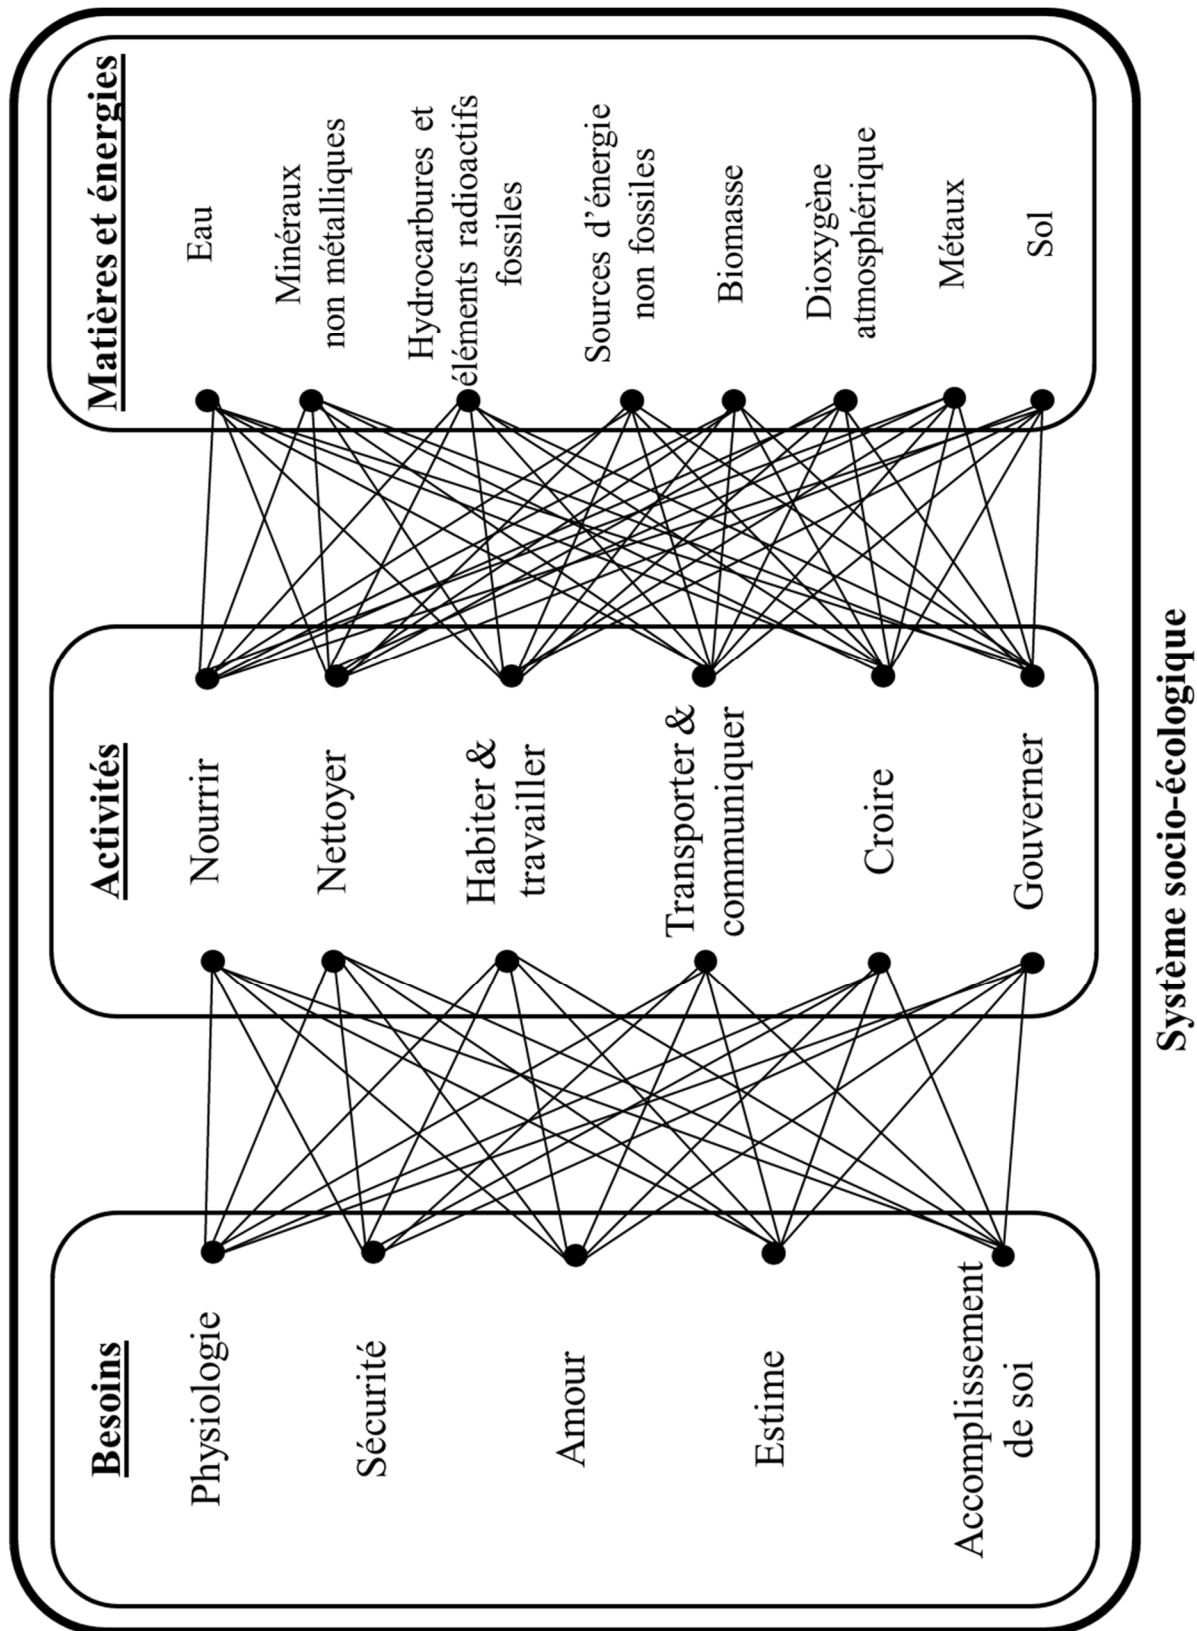 Besoins
Physiologie
Sécurité
Amour
Estime
Accomplissement
de soi
Activités
Nourrir
Nettoyer
Habiter &
travailler
Transporter &
communiquer
Croire
Gouverner
Matières et énergies
Eau
Minéraux
non métalliques
Hydrocarbures et
éléments radioactifs
fossiles
Sources d'énergie
non fossiles
Biomasse
Dioxygène
atmosphérique
Métaux
Sol
Système socio-écologique